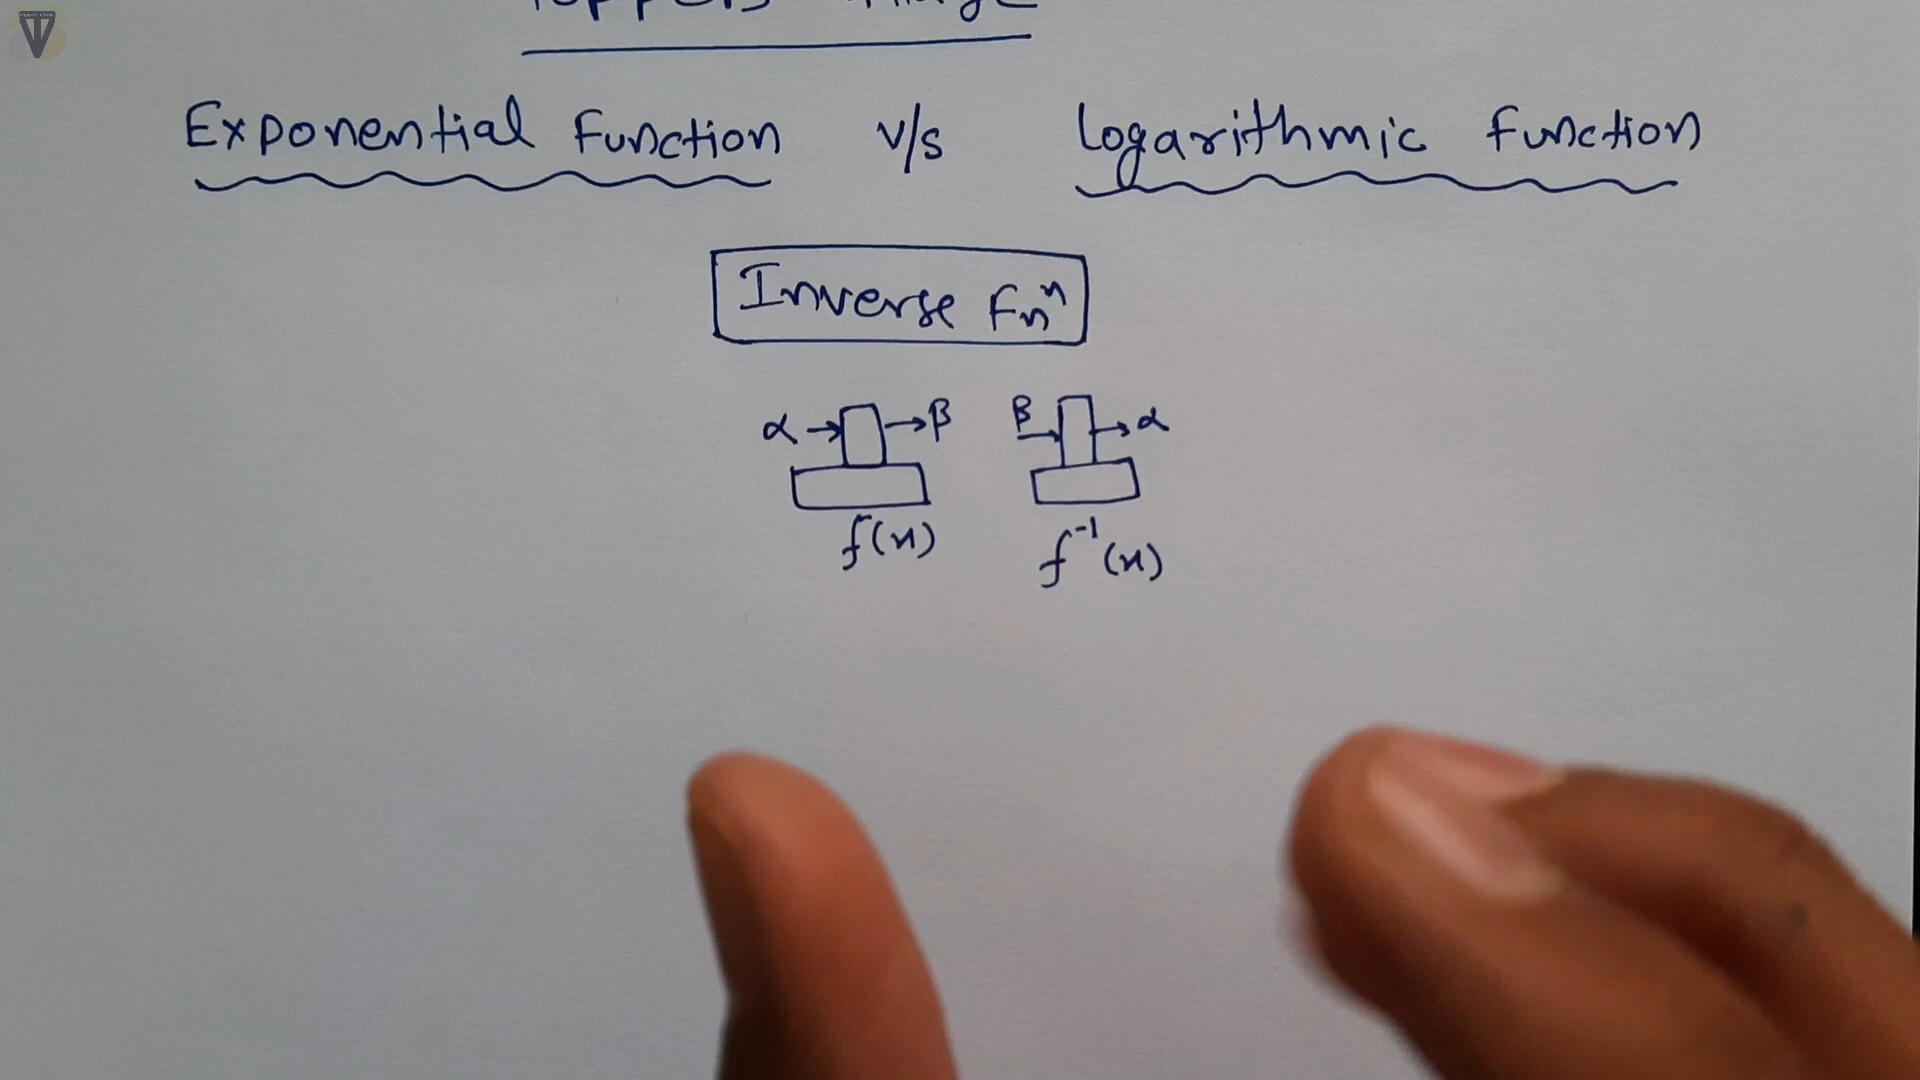 Exponential Function v/s Logarithmic Function
Inverse Fnⁿ
α → → β β → α
f(x) f⁻¹(x)